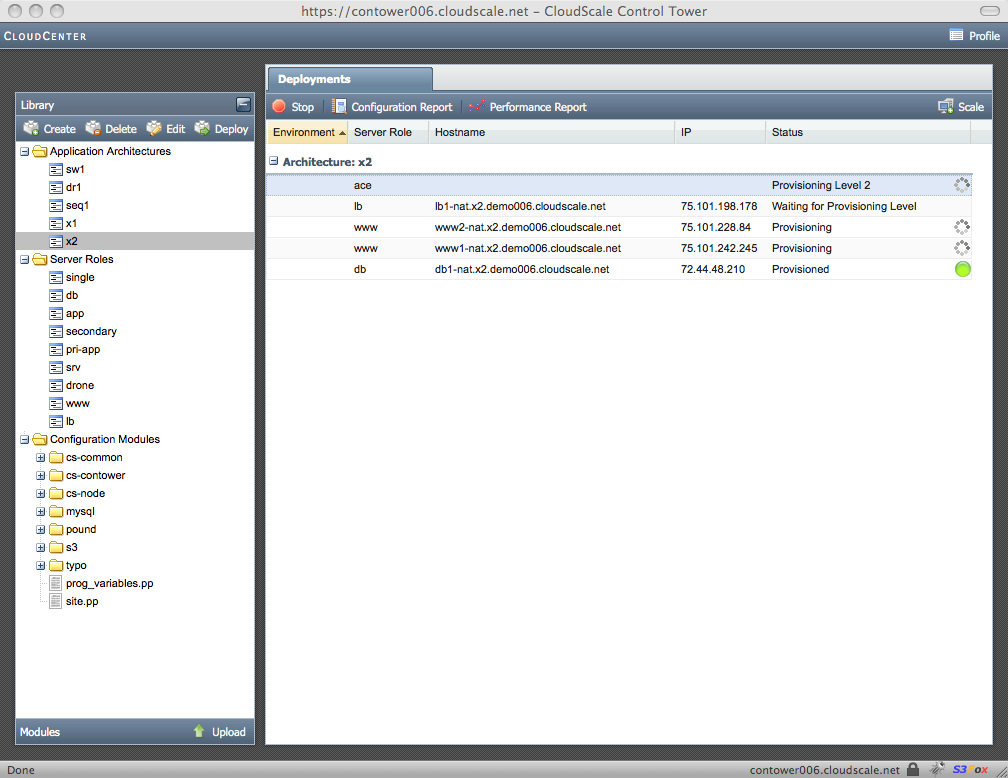 https://contower006.cloudscale.net – CloudScale Control Tower
CLOUDCENTER
Profile
Library
Create Delete Edit Deploy
Application Architectures
sw1
dr1
seq1
x1
x2
Server Roles
single
db
app
secondary
pri-app
srv
drone
www
lb
Configuration Modules
cs-common
cs-contower
cs-node
mysql
pound
s3
typo
prog_variables.pp
site.pp
Modules Upload
Deployments
Stop Configuration Report Performance Report Scale
Environment Server Role Hostname IP Status
Architecture: x2
ace Provisioning Level 2
lb lb1-nat.x2.demo006.cloudscale.net 75.101.198.178 Waiting for Provisioning Level
www www2-nat.x2.demo006.cloudscale.net 75.101.228.84 Provisioning
www www1-nat.x2.demo006.cloudscale.net 75.101.242.245 Provisioning
db db1-nat.x2.demo006.cloudscale.net 72.44.48.210 Provisioned
Done contower006.cloudscale.net S3Fox